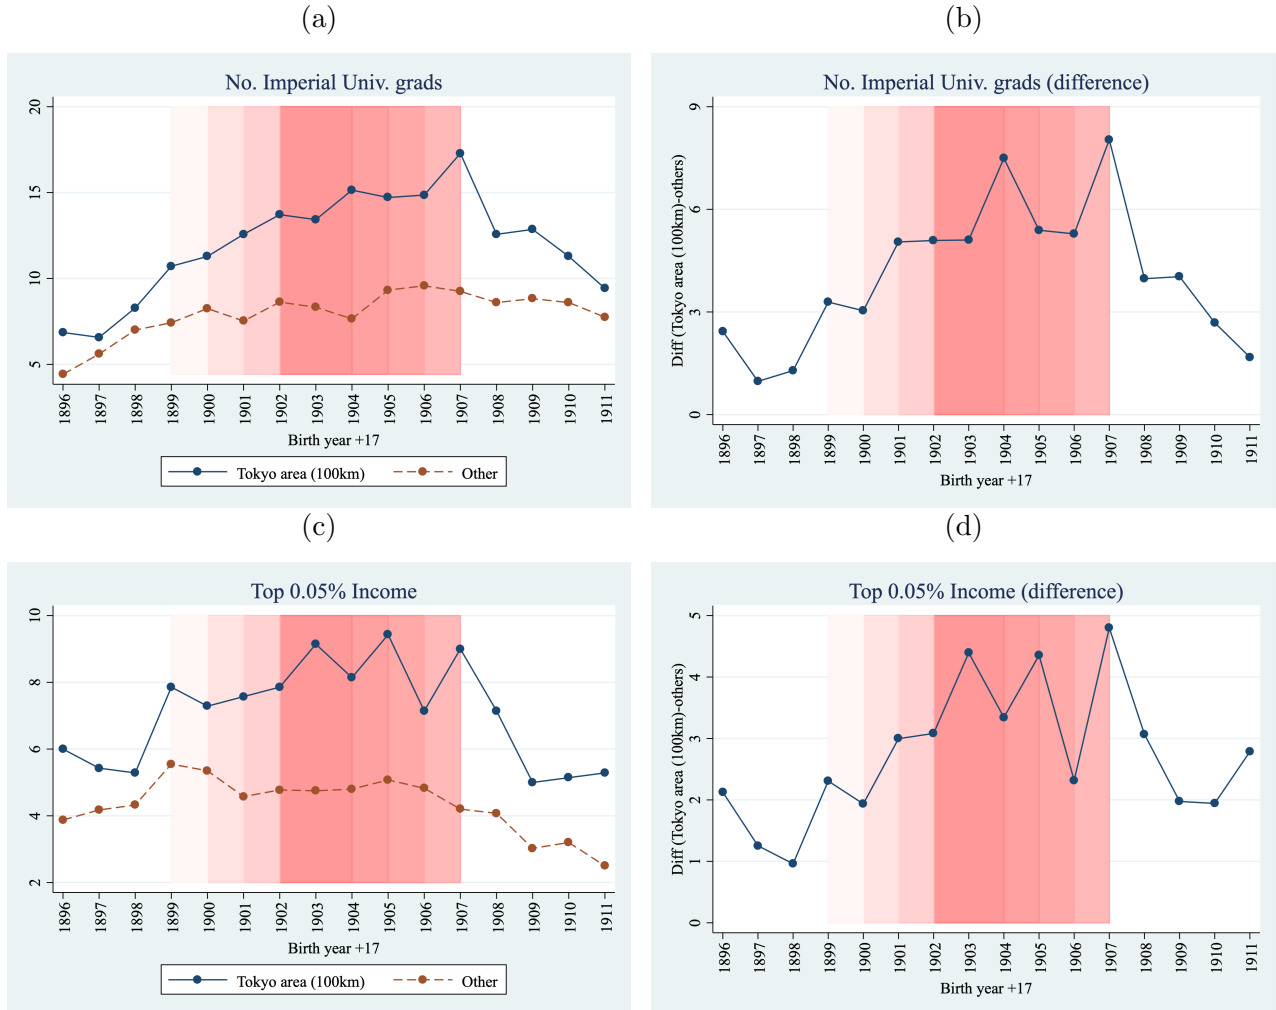 (a)
No. Imperial Univ. grads
20
15
10
5
1896 1897 1898 1899 1900 1901 1902 1903 1904 1905 1906 1907 1908 1909 1910 1911
Birth year +17
Tokyo area (100km) Other
(b)
No. Imperial Univ. grads (difference)
Diff (Tokyo area (100km)-others)
9
6
3
0
1896 1897 1898 1899 1900 1901 1902 1903 1904 1905 1906 1907 1908 1909 1910 1911
Birth year +17
(c)
Top 0.05% Income
10
8
6
4
2
1896 1897 1898 1899 1900 1901 1902 1903 1904 1905 1906 1907 1908 1909 1910 1911
Birth year +17
Tokyo area (100km) Other
(d)
Top 0.05% Income (difference)
Diff (Tokyo area (100km)-others)
5
4
3
2
1
0
1896 1897 1898 1899 1900 1901 1902 1903 1904 1905 1906 1907 1908 1909 1910 1911
Birth year +17